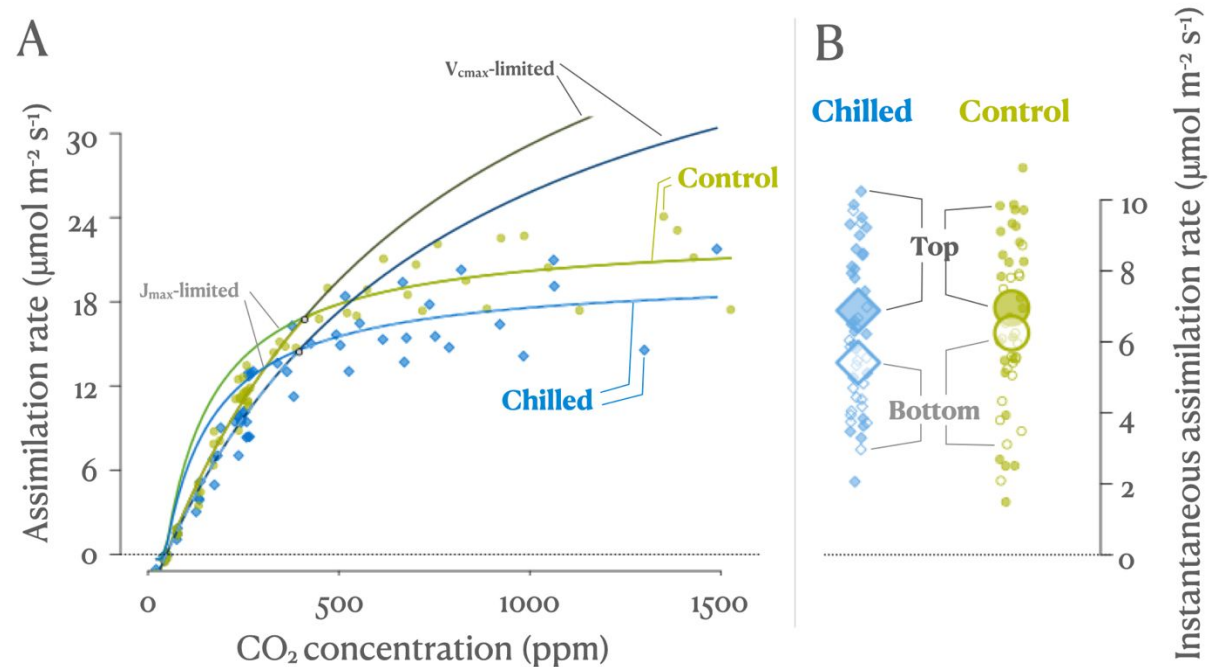 A
Assimilation rate (μmol m⁻² s⁻¹)
30
24
18
12
6
0
0
500
1000
1500
CO₂ concentration (ppm)
Vcmax-limited
Jmax-limited
Control
Chilled
B
Chilled
Control
Top
Bottom
10
8
6
4
2
0
Instantaneous assimilation rate (μmol m⁻² s⁻¹)